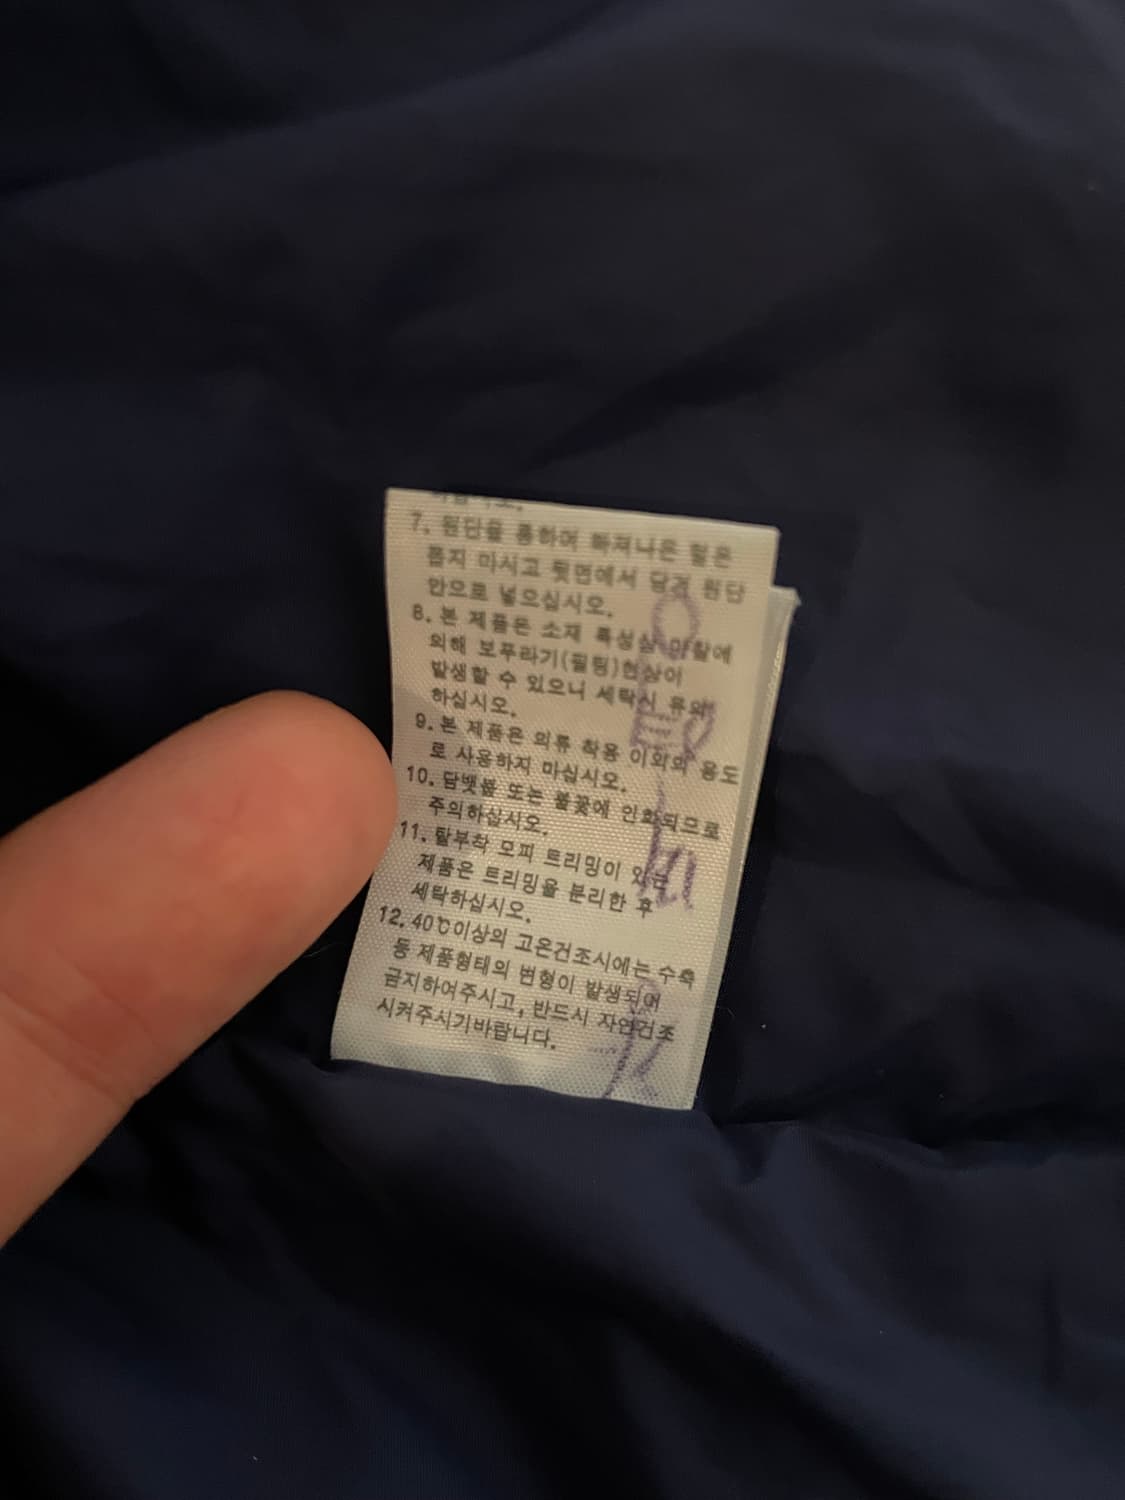 7. 원단을 통하여 빠져나온 털은
뽑지 마시고 뒷면에서 당겨 원단
안으로 넣으십시오.
8. 본 제품은 소재 특성상 마찰에
의해 보푸라기(필링)현상이
발생할 수 있으니 세탁시 유의
하십시오.
9. 본 제품은 의류 착용 이외의 용도
로 사용하지 마십시오.
10. 담뱃불 또는 불꽃에 인화되므로
주의하십시오.
11. 탈부착 모피 트리밍이 있는
제품은 트리밍을 분리한 후
세탁하십시오.
12. 40℃이상의 고온건조시에는 수축
등 제품형태의 변형이 발생되어
금지하여주시고, 반드시 자연건조
시켜주시기바랍니다.